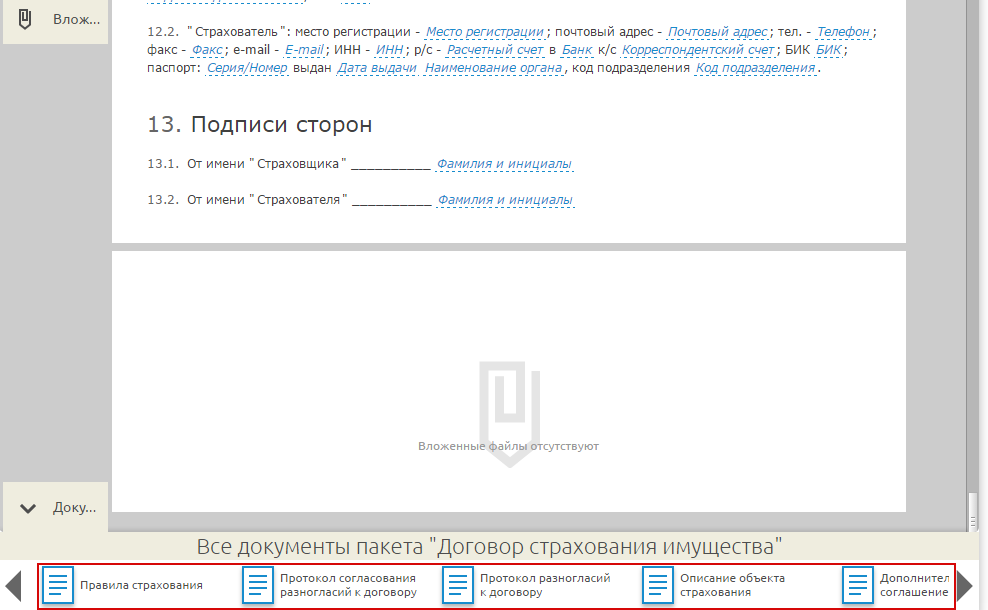 Влож...
12.2. "Страхователь": место регистрации - Место регистрации; почтовый адрес - Почтовый адрес; тел. - Телефон;
факс - Факс; e-mail - E-mail; ИНН - ИНН; р/с - Расчетный счет в Банк к/с Корреспондентский счет; БИК БИК;
паспорт: Серия/Номер выдан Дата выдачи Наименование органа, код подразделения Код подразделения.
13. Подписи сторон
13.1. От имени "Страховщика" __________ Фамилия и инициалы
13.2. От имени "Страхователя" __________ Фамилия и инициалы
Вложенные файлы отсутствуют
Доку...
Все документы пакета "Договор страхования имущества"
Правила страхования
Протокол согласования
разногласий к договору
Протокол разногласий
к договору
Описание объекта
страхования
Дополнител
соглашение